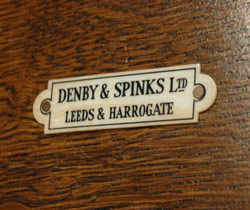 DENBY & SPINKS LTD
LEEDS & HARROGATE